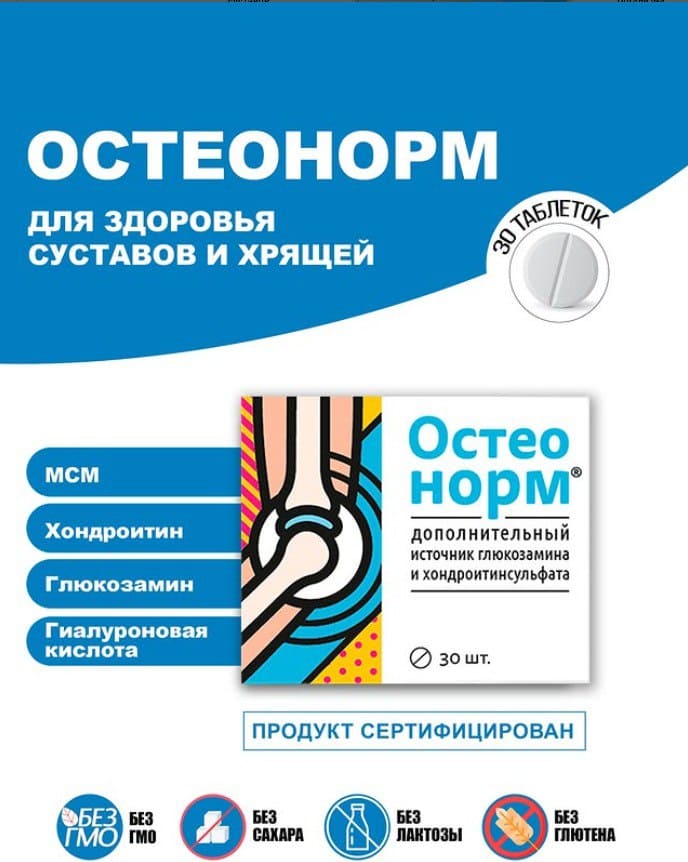 ОСТЕОНОРМ
ДЛЯ ЗДОРОВЬЯ
СУСТАВОВ И ХРЯЩЕЙ
30 ТАБЛЕТОК
МСМ
Хондроитин
Глюкозамин
Гиалуроновая
кислота
Остео
норм®
дополнительный
источник глюкозамина
и хондроитинсульфата
30 шт.
ПРОДУКТ СЕРТИФИЦИРОВАН
БЕЗ
ГМО
БЕЗ
ГМО
БЕЗ
САХАРА
БЕЗ
ЛАКТОЗЫ
БЕЗ
ГЛЮТЕНА